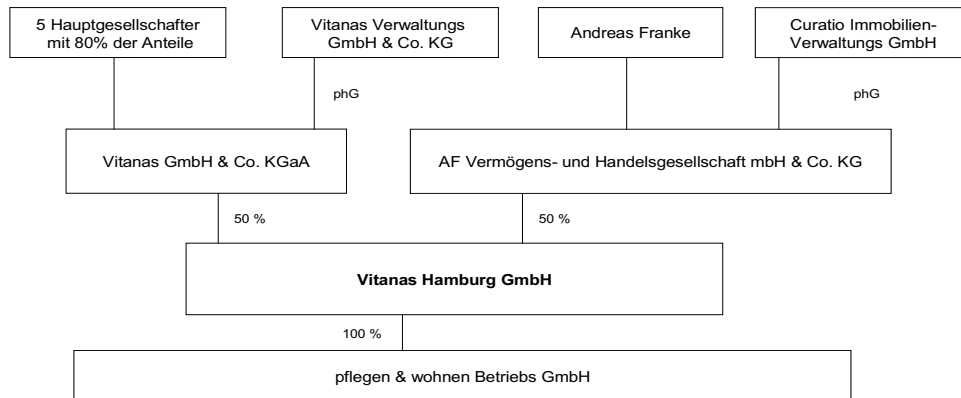 5 Hauptgesellschafter
mit 80% der Anteile
Vitanas Verwaltungs
GmbH & Co. KG
Andreas Franke
Curatio Immobilien-
Verwaltungs GmbH
phG
phG
Vitanas GmbH & Co. KGaA
AF Vermögens- und Handelsgesellschaft mbH & Co. KG
50 %
50 %
Vitanas Hamburg GmbH
100 %
pflegen & wohnen Betriebs GmbH